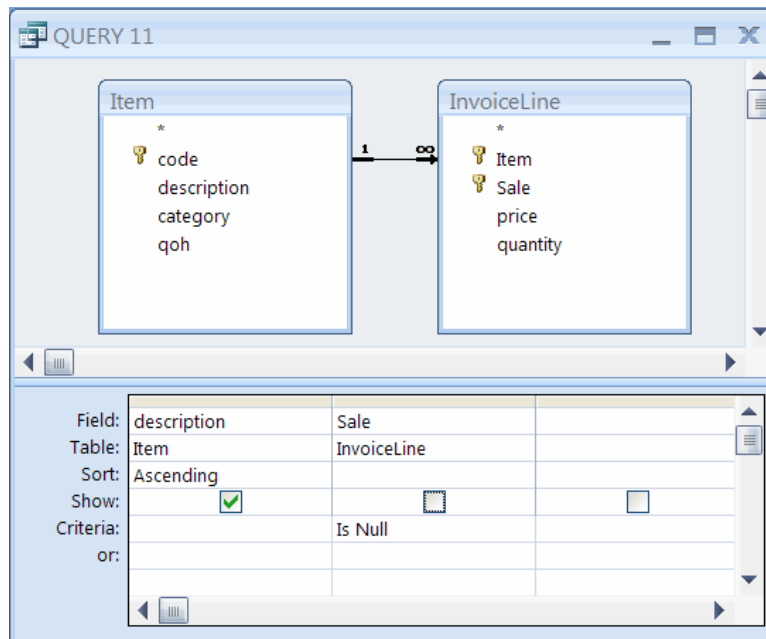 QUERY 11
Item InvoiceLine
* *
code 1 ∞ Item
description Sale
category price
qoh quantity
Field: description Sale
Table: Item InvoiceLine
Sort: Ascending
Show:
Criteria: Is Null
or: